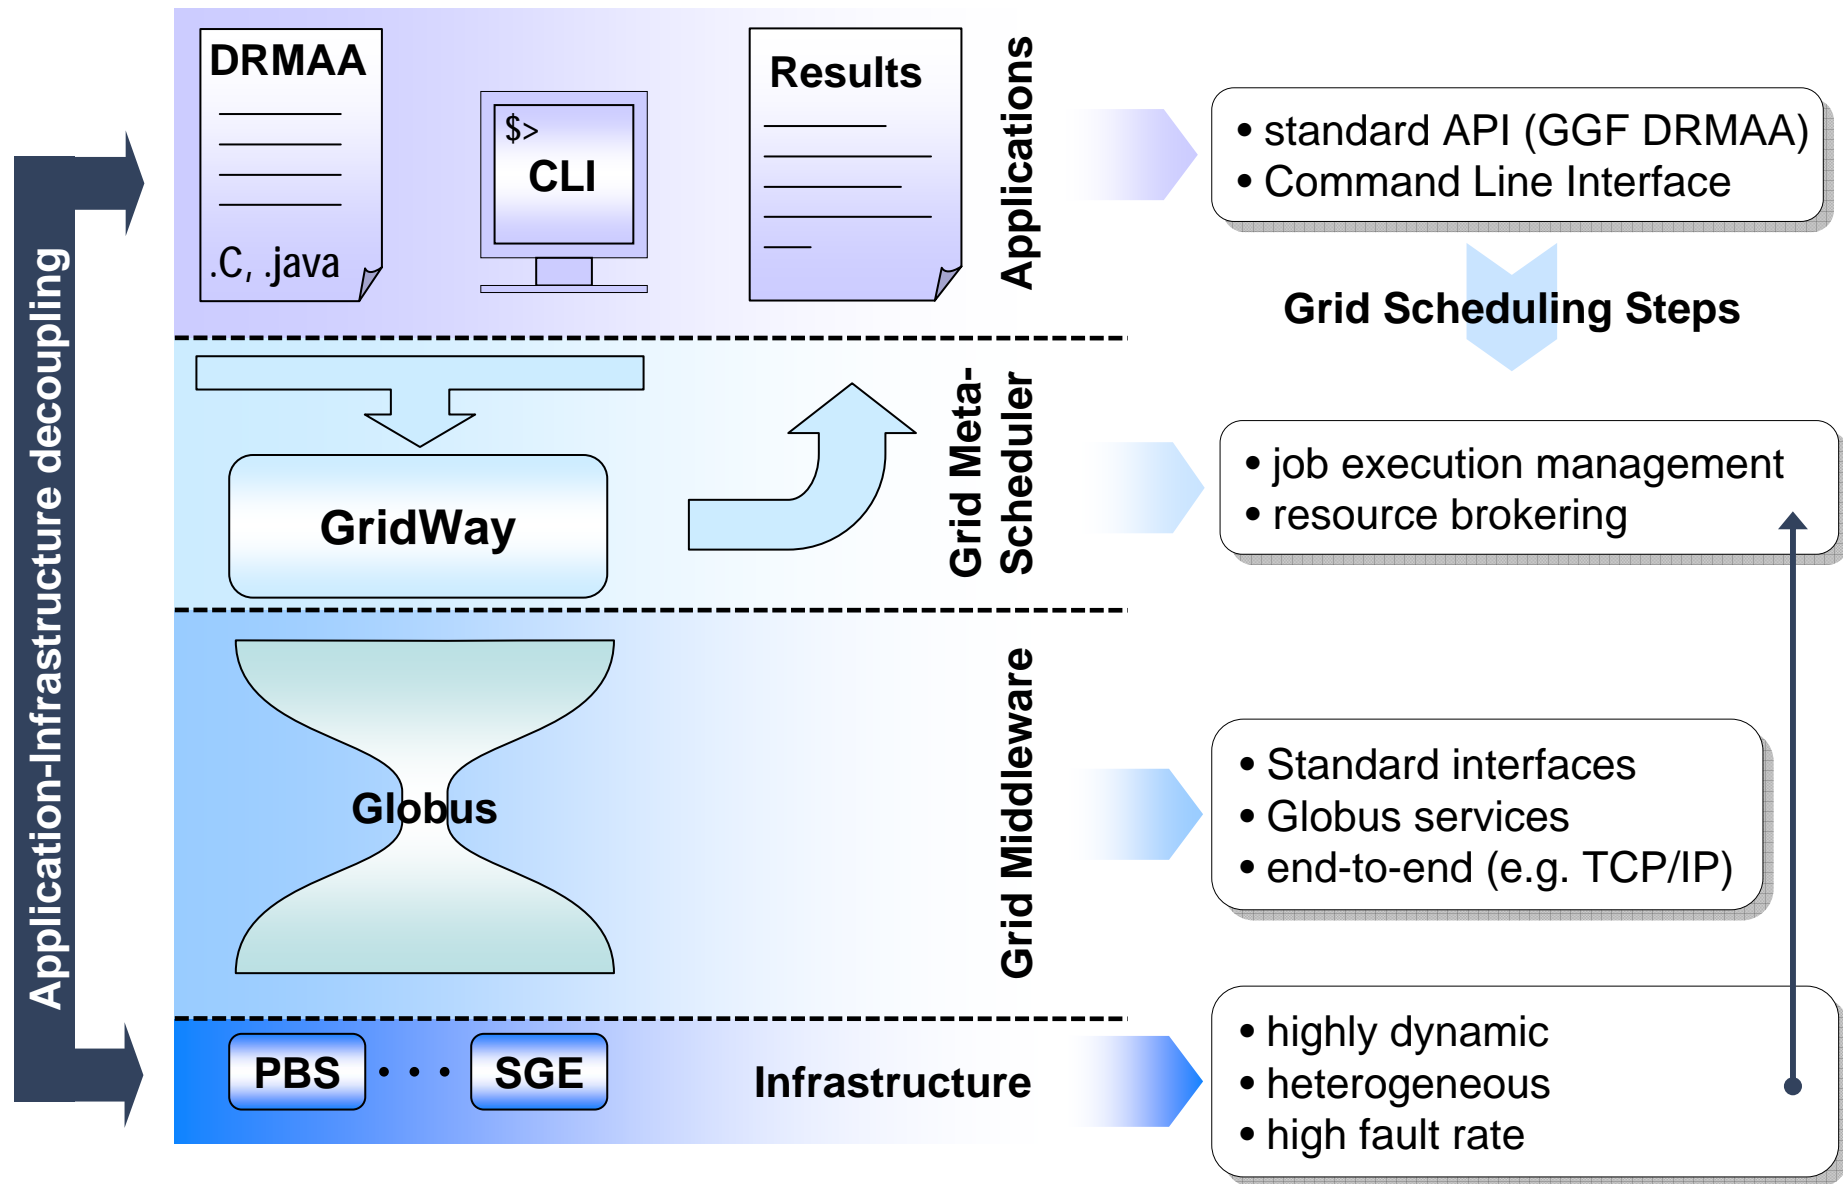 Application-Infrastructure decoupling
DRMAA
.C, .java
$>
CLI
Results
Applications
• standard API (GGF DRMAA)
• Command Line Interface
Grid Scheduling Steps
GridWay
Grid Meta-
Scheduler
• job execution management
• resource brokering
Globus
Grid Middleware
• Standard interfaces
• Globus services
• end-to-end (e.g. TCP/IP)
PBS
• • •
SGE
Infrastructure
• highly dynamic
• heterogeneous
• high fault rate